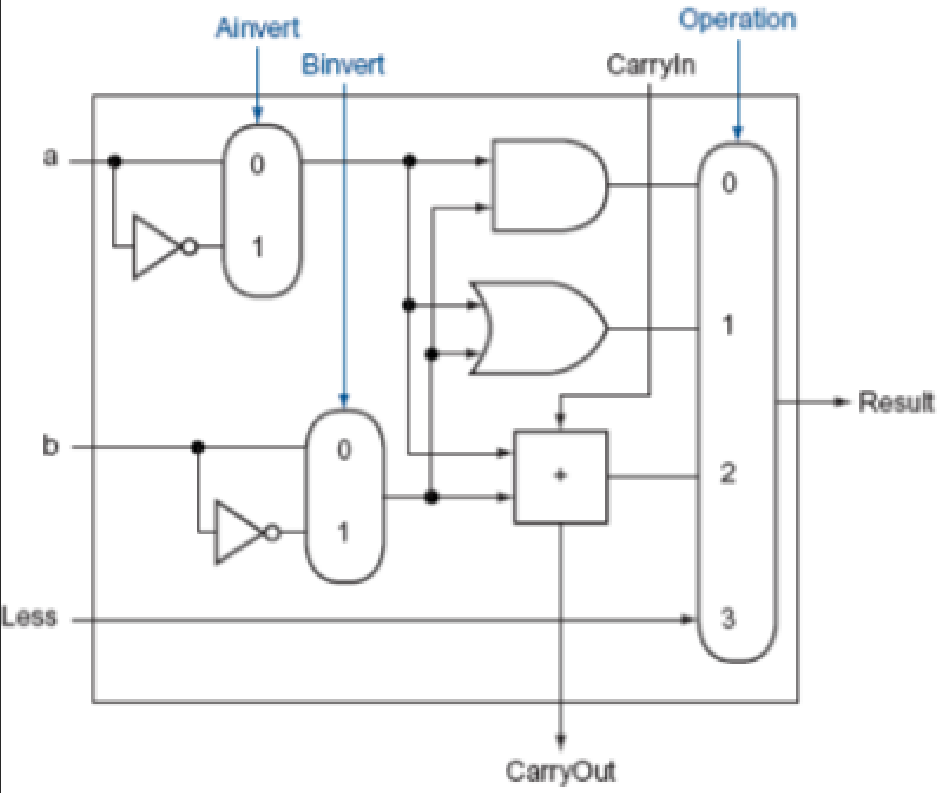 Ainvert
Operation
Binvert
CarryIn
a
0
1
0
1
Result
b
0
1
+
2
Less
3
CarryOut